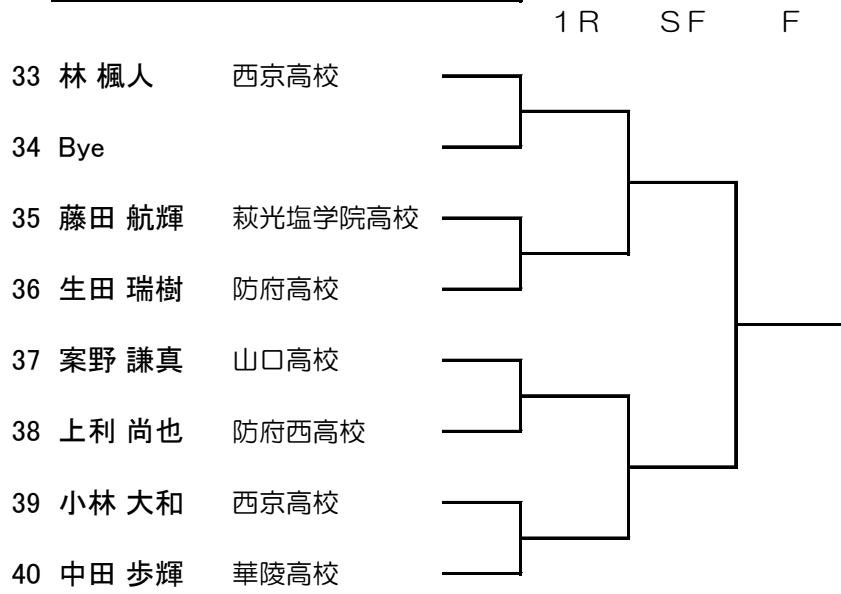 １Ｒ ＳＦ Ｆ
33 林 楓人 西京高校
34 Bye
35 藤田 航輝 萩光塩学院高校
36 生田 瑞樹 防府高校
37 案野 謙真 山口高校
38 上利 尚也 防府西高校
39 小林 大和 西京高校
40 中田 歩輝 華陵高校